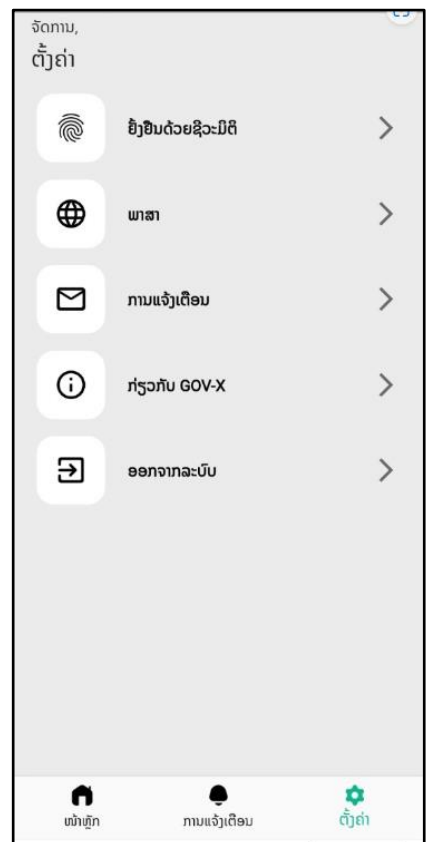 ຈັດການ,
ຕັ້ງຄ່າ
ຢັ້ງຢືນດ້ວຍຊີວະມິຕິ
ພາສາ
ການແຈ້ງເຕືອນ
ກ່ຽວກັບ GOV-X
ອອກຈາກລະບົບ
ໜ້າຫຼັກ
ການແຈ້ງເຕືອນ
ຕັ້ງຄ່າ